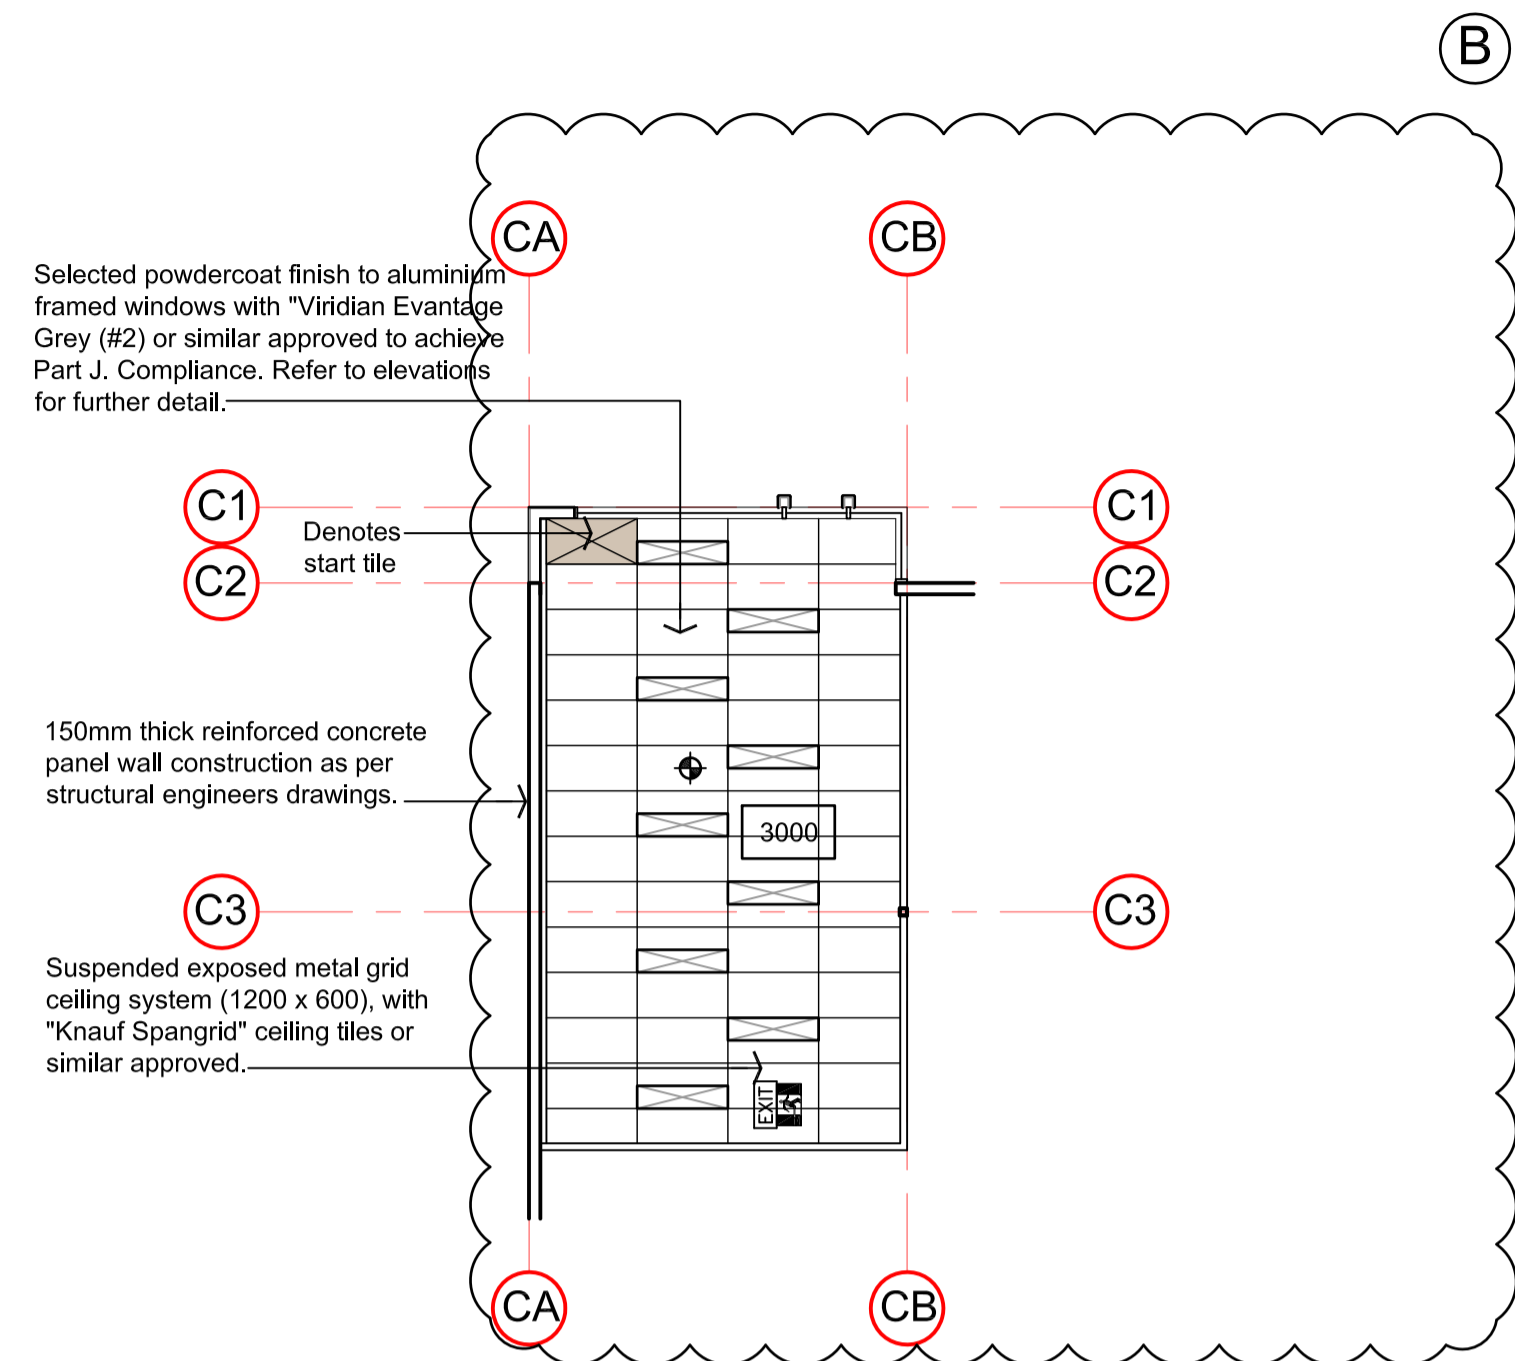 B
CA
CB
Selected powdercoat finish to aluminium
framed windows with "Viridian Evantage
Grey (#2) or similar approved to achieve
Part J. Compliance. Refer to elevations
for further detail.
C1
C1
Denotes
start tile
C2
C2
150mm thick reinforced concrete
panel wall construction as per
structural engineers drawings.
3000
C3
C3
Suspended exposed metal grid
ceiling system (1200 x 600), with
"Knauf Spangrid" ceiling tiles or
similar approved.
EXIT
CA
CB